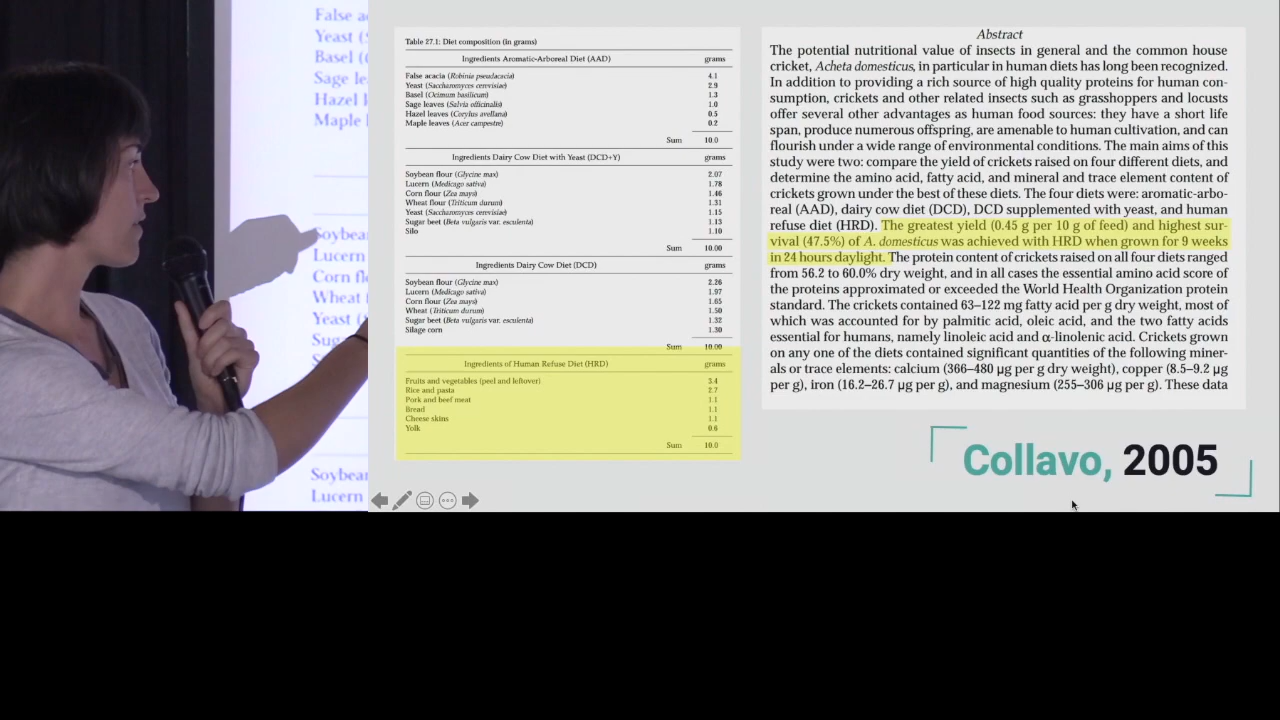 False a
Yeast (
Basel (
Sage le
Hazel l
Maple l
Soybea
Lucern
Corn f
Wheat
Yeast (
Sug
Soybean
Lucern
Table 27.1: Diet composition (in grams)
Ingredients Aromatic-Arboreal Diet (AAD) grams
False acacia (Robinia pseudacacia) 4.1
Yeast (Saccharomyces cerevisiae) 2.9
Basel (Ocimum basilicum) 1.3
Sage leaves (Salvia officinalis) 1.0
Hazel leaves (Corylus avellana) 0.5
Maple leaves (Acer campestre) 0.2
Sum 10.0
Ingredients Dairy Cow Diet with Yeast (DCD+Y) grams
Soybean flour (Glycine max) 2.07
Lucern (Medicago sativa) 1.78
Corn flour (Zea mays) 1.46
Wheat flour (Triticum durum) 1.31
Yeast (Saccharomyces cerevisiae) 1.15
Sugar beet (Beta vulgaris var. esculenta) 1.13
Silo 1.10
Sum 10.00
Ingredients Dairy Cow Diet (DCD) grams
Soybean flour (Glycine max) 2.26
Lucern (Medicago sativa) 1.97
Corn flour (Zea mays) 1.65
Wheat (Triticum durum) 1.50
Sugar beet (Beta vulgaris var. esculenta) 1.32
Silage corn 1.30
Sum 10.00
Ingredients of Human Refuse Diet (HRD) grams
Fruits and vegetables (peel and leftover) 3.4
Rice and pasta 2.7
Pork and beef meat 1.1
Bread 1.1
Cheese skins 1.1
Yolk 0.6
Sum 10.0
Abstract
The potential nutritional value of insects in general and the common house
cricket, Acheta domesticus, in particular in human diets has long been recognized.
In addition to providing a rich source of high quality proteins for human con-
sumption, crickets and other related insects such as grasshoppers and locusts
offer several other advantages as human food sources: they have a short life
span, produce numerous offspring, are amenable to human cultivation, and can
flourish under a wide range of environmental conditions. The main aims of this
study were two: compare the yield of crickets raised on four different diets, and
determine the amino acid, fatty acid, and mineral and trace element content of
crickets grown under the best of these diets. The four diets were: aromatic-arbo-
real (AAD), dairy cow diet (DCD), DCD supplemented with yeast, and human
refuse diet (HRD). The greatest yield (0.45 g per 10 g of feed) and highest sur-
vival (47.5%) of A. domesticus was achieved with HRD when grown for 9 weeks
in 24 hours daylight. The protein content of crickets raised on all four diets ranged
from 56.2 to 60.0% dry weight, and in all cases the essential amino acid score of
the proteins approximated or exceeded the World Health Organization protein
standard. The crickets contained 63–122 mg fatty acid per g dry weight, most of
which was accounted for by palmitic acid, oleic acid, and the two fatty acids
essential for humans, namely linoleic acid and α-linolenic acid. Crickets grown
on any one of the diets contained significant quantities of the following miner-
als or trace elements: calcium (366–480 µg per g dry weight), copper (8.5–9.2 µg
per g), iron (16.2–26.7 µg per g), and magnesium (255–306 µg per g). These data
Collavo, 2005